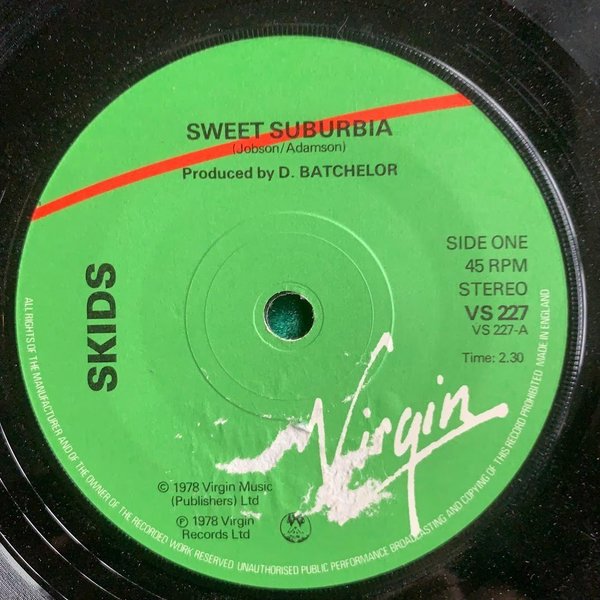 SWEET SUBURBIA
(Jobson/Adamson)
Produced by D. BATCHELOR
SKIDS
SIDE ONE
45 RPM
STEREO
VS 227
VS 227-A
Time: 2.30
Virgin
© 1978 Virgin Music
(Publishers) Ltd
℗ 1978 Virgin
Records Ltd
ALL RIGHTS OF THE MANUFACTURER AND OF THE OWNER OF THE RECORDED WORK RESERVED UNAUTHORISED PUBLIC PERFORMANCE BROADCASTING AND COPYING OF THIS RECORD PROHIBITED MADE IN ENGLAND